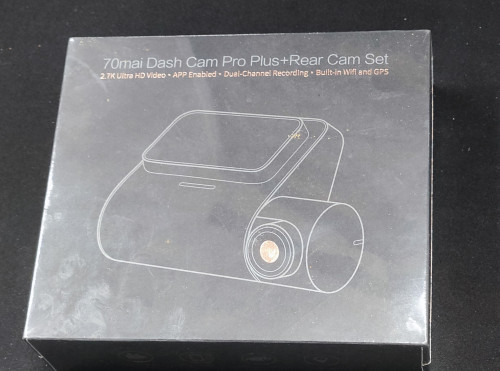 70mai Dash Cam Pro Plus+Rear Cam Set
2.7K Ultra HD Video • APP Enabled • Dual-Channel Recording • Built-in Wifi and GPS